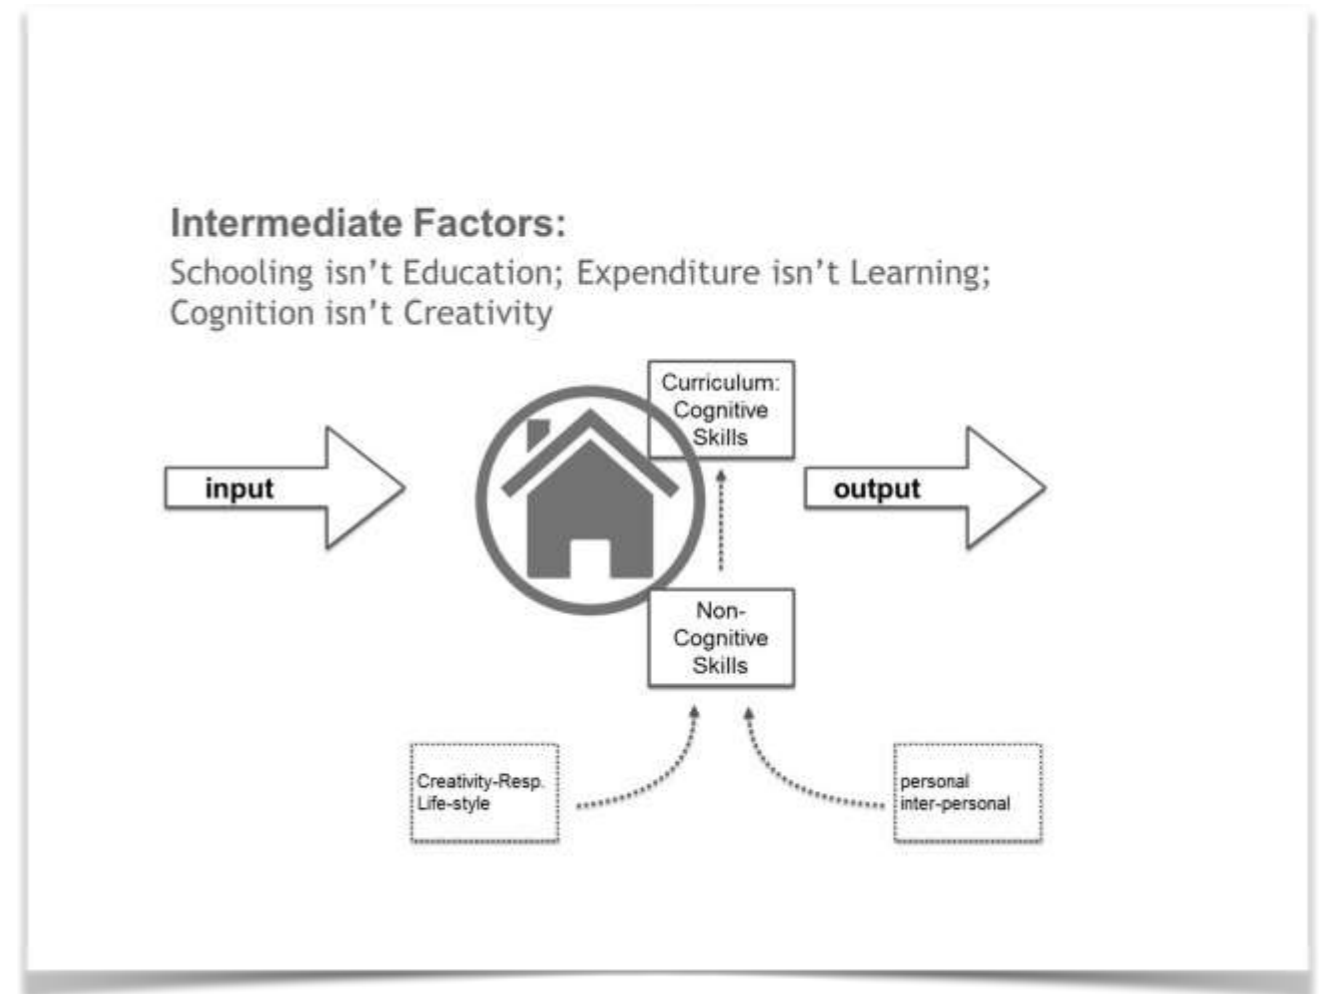 Intermediate Factors:
Schooling isn't Education; Expenditure isn't Learning;
Cognition isn't Creativity
Curriculum:
Cognitive
Skills
input
output
Non-
Cognitive
Skills
Creativity-Resp.
Life-style
personal
inter-personal